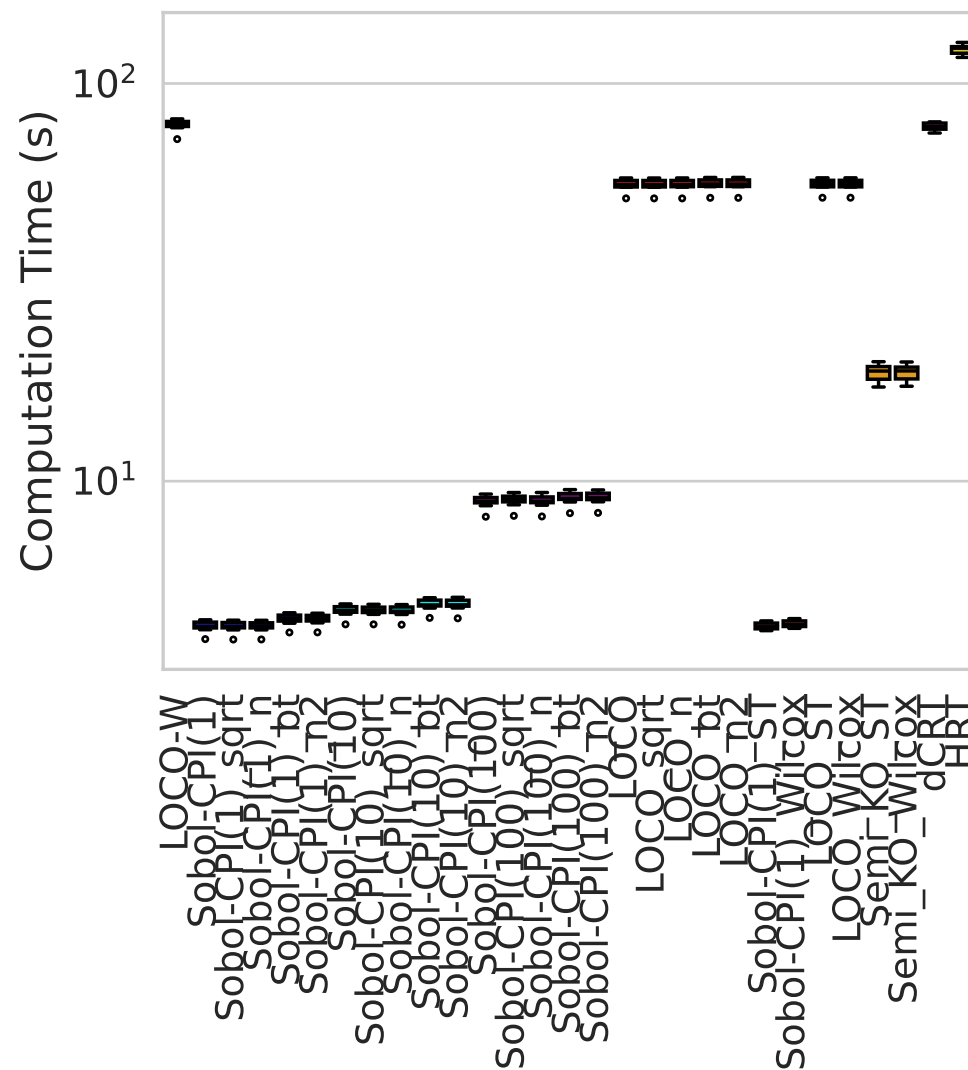 Computation Time (s)
10²
10¹
LOCO-W
Sobol-CPI(1)
Sobol-CPI(1)_sqrt
Sobol-CPI(1)_n
Sobol-CPI(1)_bt
Sobol-CPI(1)_n2
Sobol-CPI(10)
Sobol-CPI(10)_sqrt
Sobol-CPI(10)_n
Sobol-CPI(10)_bt
Sobol-CPI(10)_n2
Sobol-CPI(100)
Sobol-CPI(100)_sqrt
Sobol-CPI(100)_n
Sobol-CPI(100)_bt
Sobol-CPI(100)_n2
LOCO
LOCO_sqrt
LOCO_n
LOCO_bt
LOCO_n2
Sobol-CPI(1)_ST
Sobol-CPI(1)_Wilcox
LOCO_ST
LOCO_Wilcox
Semi_KO_ST
Semi_KO_Wilcox
dCRT
HRT